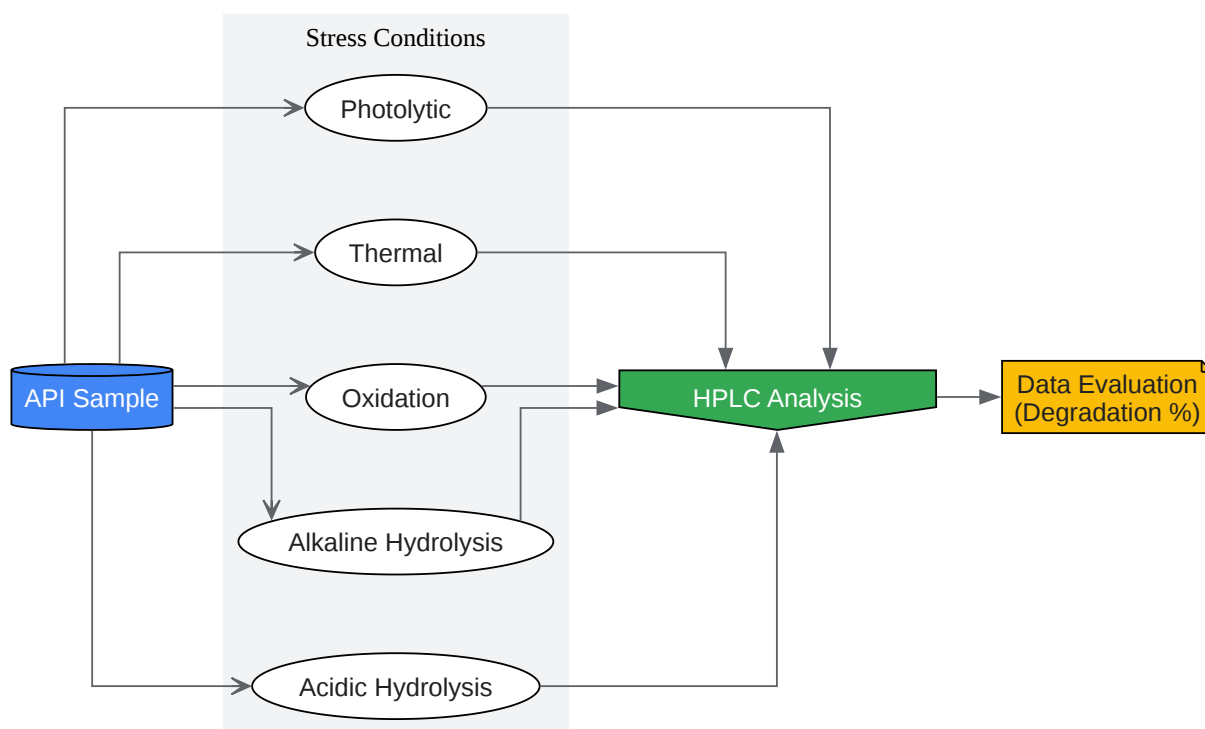 Stress Conditions
Photolytic
Thermal
API Sample
Oxidation
HPLC Analysis
Data Evaluation
(Degradation %)
Alkaline Hydrolysis
Acidic Hydrolysis